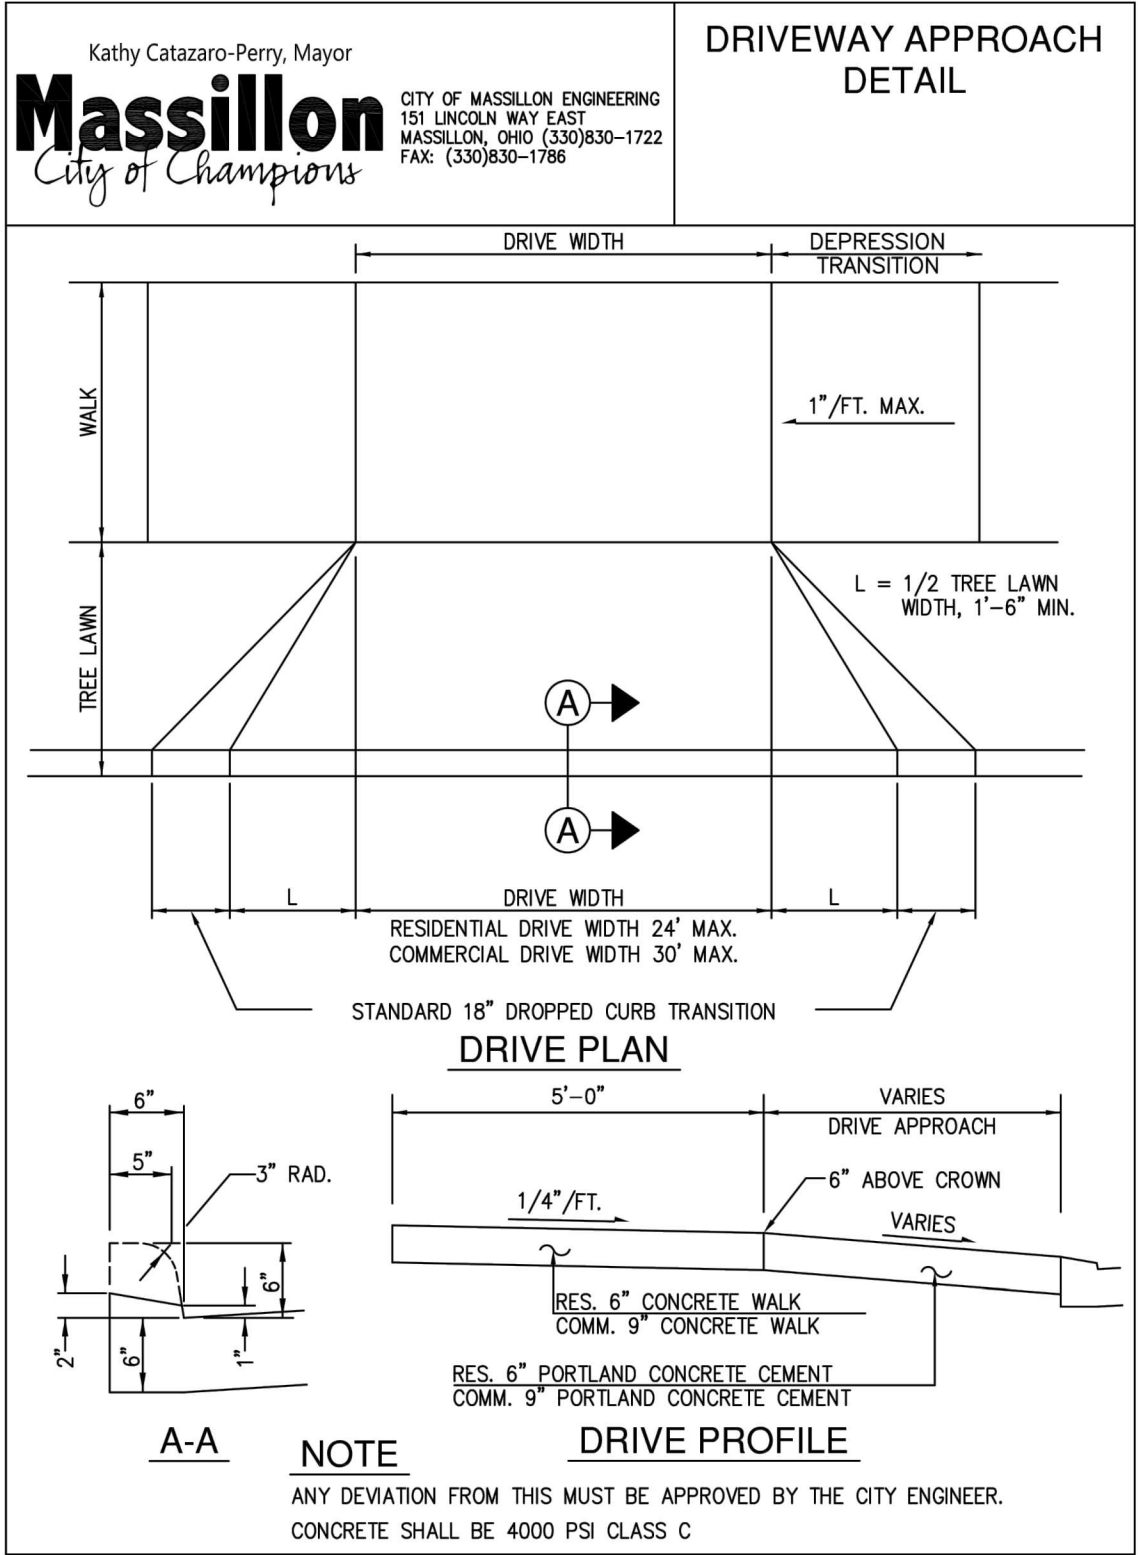 Kathy Catazaro-Perry, Mayor
Massillon
City of Champions
CITY OF MASSILLON ENGINEERING
151 LINCOLN WAY EAST
MASSILLON, OHIO (330)830-1722
FAX: (330)830-1786
DRIVEWAY APPROACH
DETAIL
DRIVE WIDTH
DEPRESSION
TRANSITION
WALK
1"/FT. MAX.
TREE LAWN
L = 1/2 TREE LAWN
WIDTH, 1'-6" MIN.
A
A
L
DRIVE WIDTH
L
RESIDENTIAL DRIVE WIDTH 24' MAX.
COMMERCIAL DRIVE WIDTH 30' MAX.
STANDARD 18" DROPPED CURB TRANSITION
DRIVE PLAN
6"
5"
3" RAD.
6"
2"
6"
1"
A-A
5'-0"
VARIES
DRIVE APPROACH
6" ABOVE CROWN
1/4"/FT.
VARIES
RES. 6" CONCRETE WALK
COMM. 9" CONCRETE WALK
RES. 6" PORTLAND CONCRETE CEMENT
COMM. 9" PORTLAND CONCRETE CEMENT
DRIVE PROFILE
NOTE
ANY DEVIATION FROM THIS MUST BE APPROVED BY THE CITY ENGINEER.
CONCRETE SHALL BE 4000 PSI CLASS C